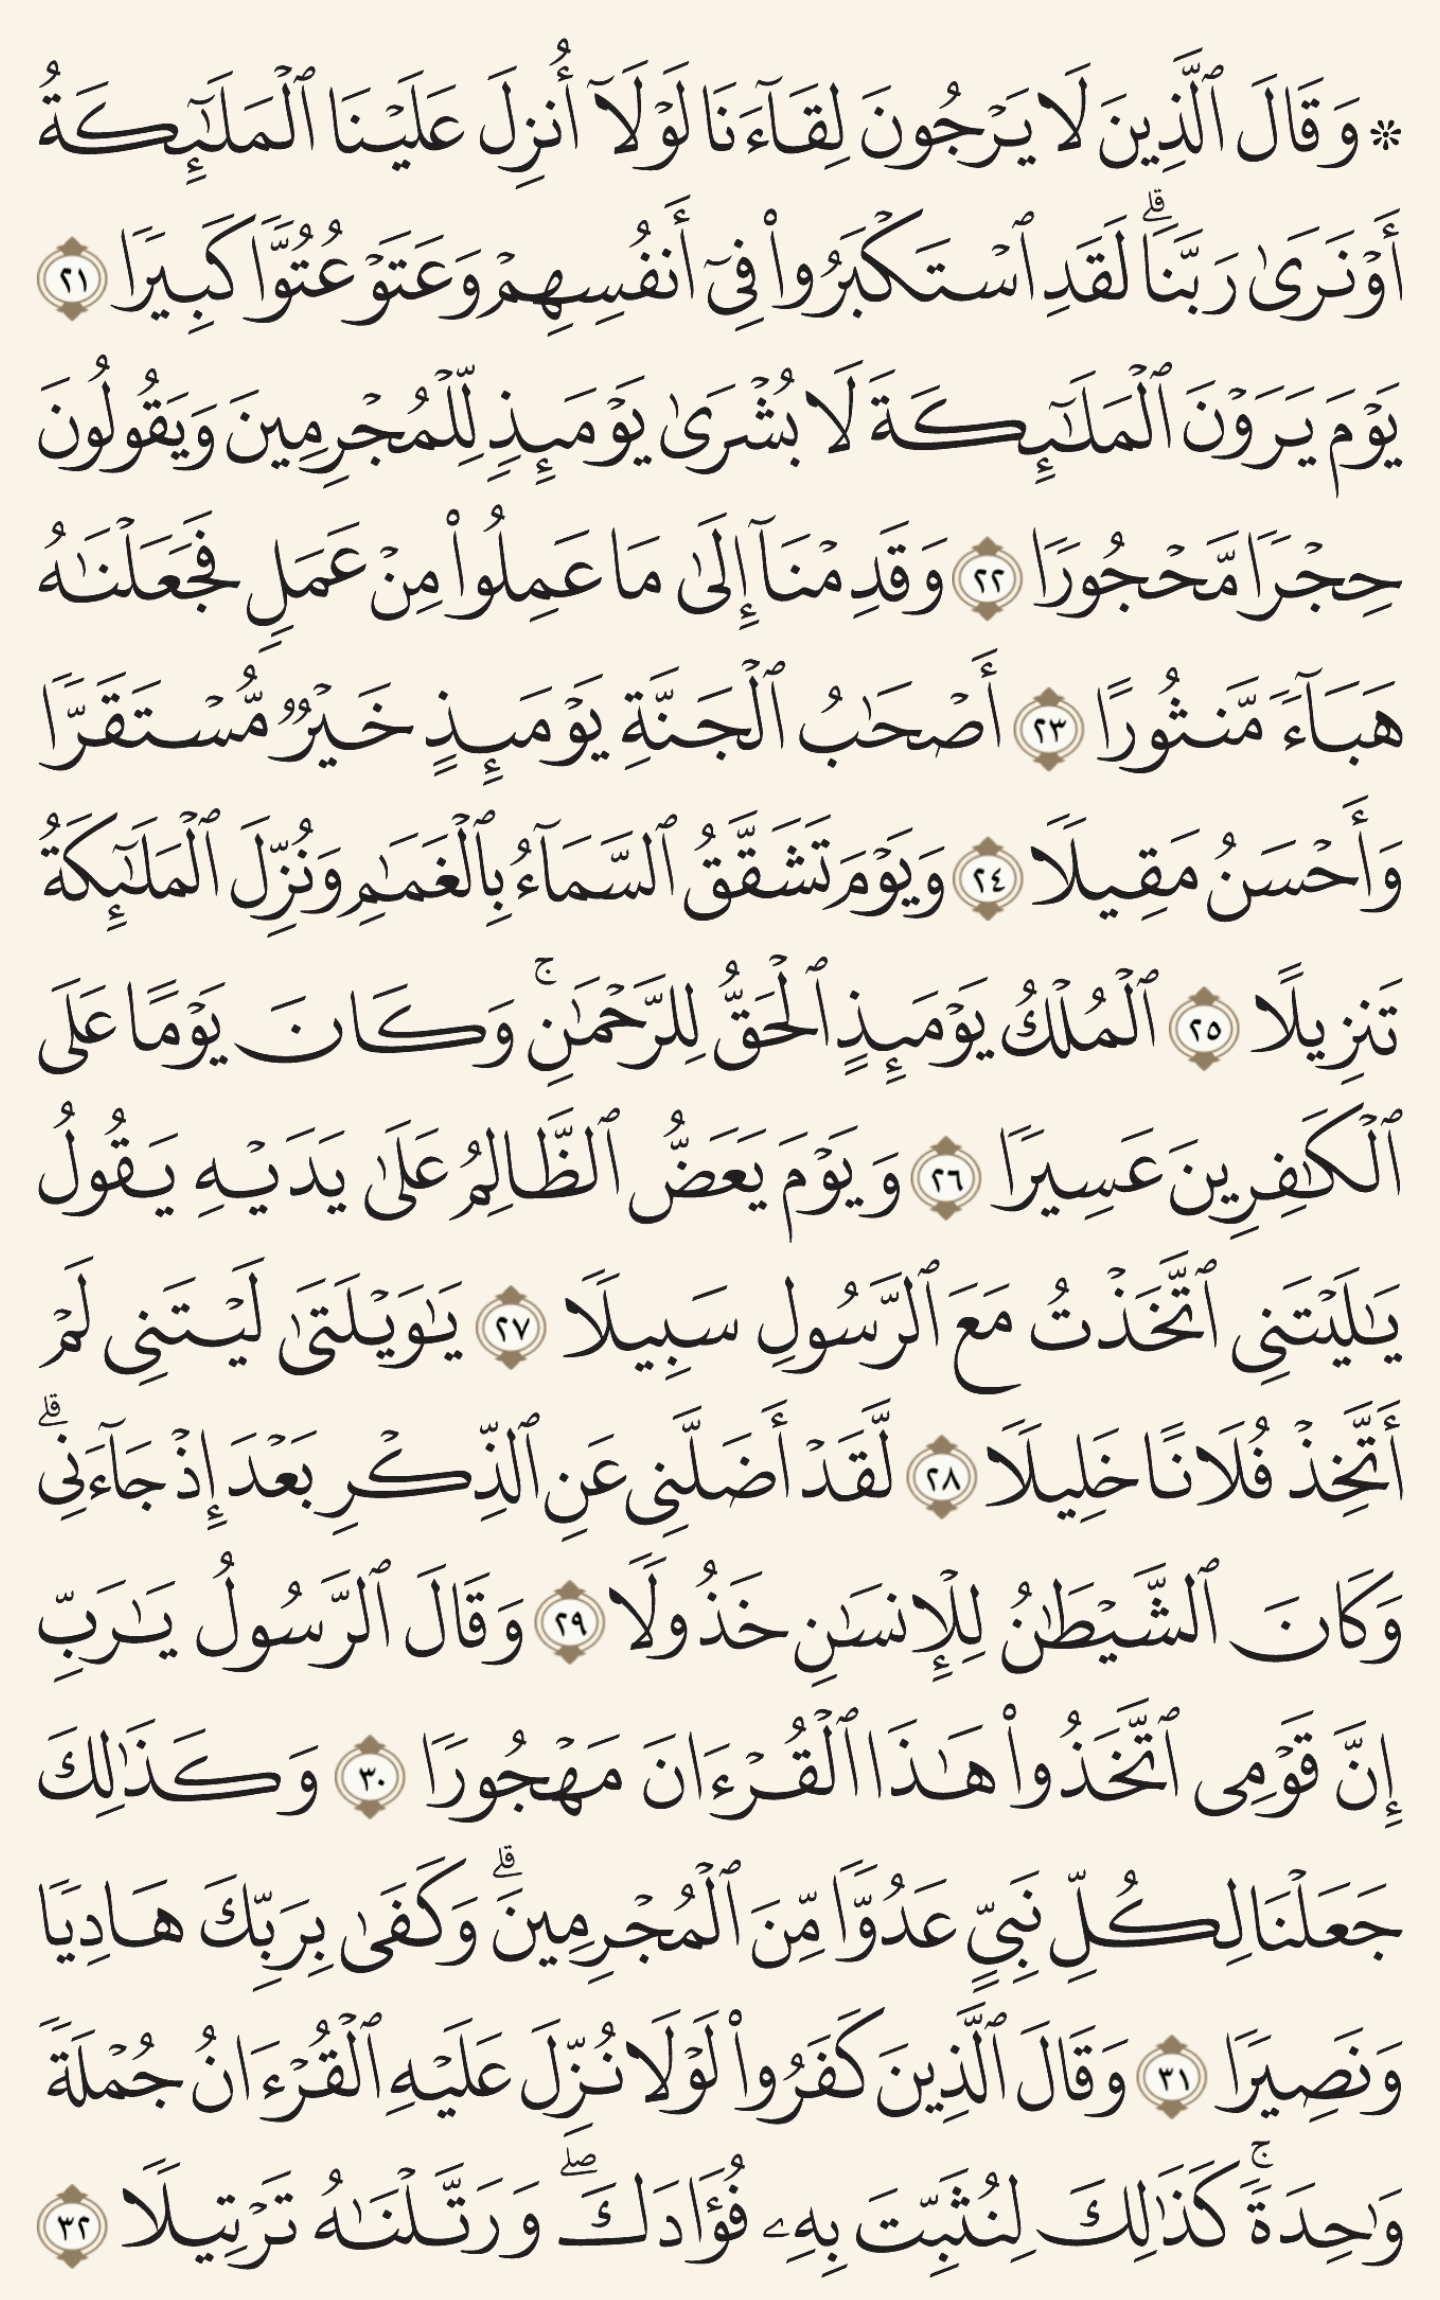 ۞ وَقَالَ ٱلَّذِينَ لَا يَرْجُونَ لِقَآءَنَا لَوْلَآ أُنزِلَ عَلَيْنَا ٱلْمَلَـٰٓئِكَةُ
أَوْ نَرَىٰ رَبَّنَا ۗ لَقَدِ ٱسْتَكْبَرُوا۟ فِىٓ أَنفُسِهِمْ وَعَتَوْ عُتُوًّا كَبِيرًا ٢١
يَوْمَ يَرَوْنَ ٱلْمَلَـٰٓئِكَةَ لَا بُشْرَىٰ يَوْمَئِذٍ لِّلْمُجْرِمِينَ وَيَقُولُونَ
حِجْرًا مَّحْجُورًا ٢٢ وَقَدِمْنَآ إِلَىٰ مَا عَمِلُوا۟ مِنْ عَمَلٍ فَجَعَلْنَـٰهُ
هَبَآءً مَّنثُورًا ٢٣ أَصْحَـٰبُ ٱلْجَنَّةِ يَوْمَئِذٍ خَيْرٌ مُّسْتَقَرًّا
وَأَحْسَنُ مَقِيلًا ٢٤ وَيَوْمَ تَشَقَّقُ ٱلسَّمَآءُ بِٱلْغَمَـٰمِ وَنُزِّلَ ٱلْمَلَـٰٓئِكَةُ
تَنزِيلًا ٢٥ ٱلْمُلْكُ يَوْمَئِذٍ ٱلْحَقُّ لِلرَّحْمَـٰنِ ۚ وَكَانَ يَوْمًا عَلَى
ٱلْكَـٰفِرِينَ عَسِيرًا ٢٦ وَيَوْمَ يَعَضُّ ٱلظَّالِمُ عَلَىٰ يَدَيْهِ يَقُولُ
يَـٰلَيْتَنِى ٱتَّخَذْتُ مَعَ ٱلرَّسُولِ سَبِيلًا ٢٧ يَـٰوَيْلَتَىٰ لَيْتَنِى لَمْ
أَتَّخِذْ فُلَانًا خَلِيلًا ٢٨ لَّقَدْ أَضَلَّنِى عَنِ ٱلذِّكْرِ بَعْدَ إِذْ جَآءَنِى ۗ
وَكَانَ ٱلشَّيْطَـٰنُ لِلْإِنسَـٰنِ خَذُولًا ٢٩ وَقَالَ ٱلرَّسُولُ يَـٰرَبِّ
إِنَّ قَوْمِى ٱتَّخَذُوا۟ هَـٰذَا ٱلْقُرْءَانَ مَهْجُورًا ٣٠ وَكَذَٰلِكَ
جَعَلْنَا لِكُلِّ نَبِىٍّ عَدُوًّا مِّنَ ٱلْمُجْرِمِينَ ۗ وَكَفَىٰ بِرَبِّكَ هَادِيًا
وَنَصِيرًا ٣١ وَقَالَ ٱلَّذِينَ كَفَرُوا۟ لَوْلَا نُزِّلَ عَلَيْهِ ٱلْقُرْءَانُ جُمْلَةً
وَٰحِدَةً ۚ كَذَٰلِكَ لِنُثَبِّتَ بِهِۦ فُؤَادَكَ ۖ وَرَتَّلْنَـٰهُ تَرْتِيلًا ٣٢